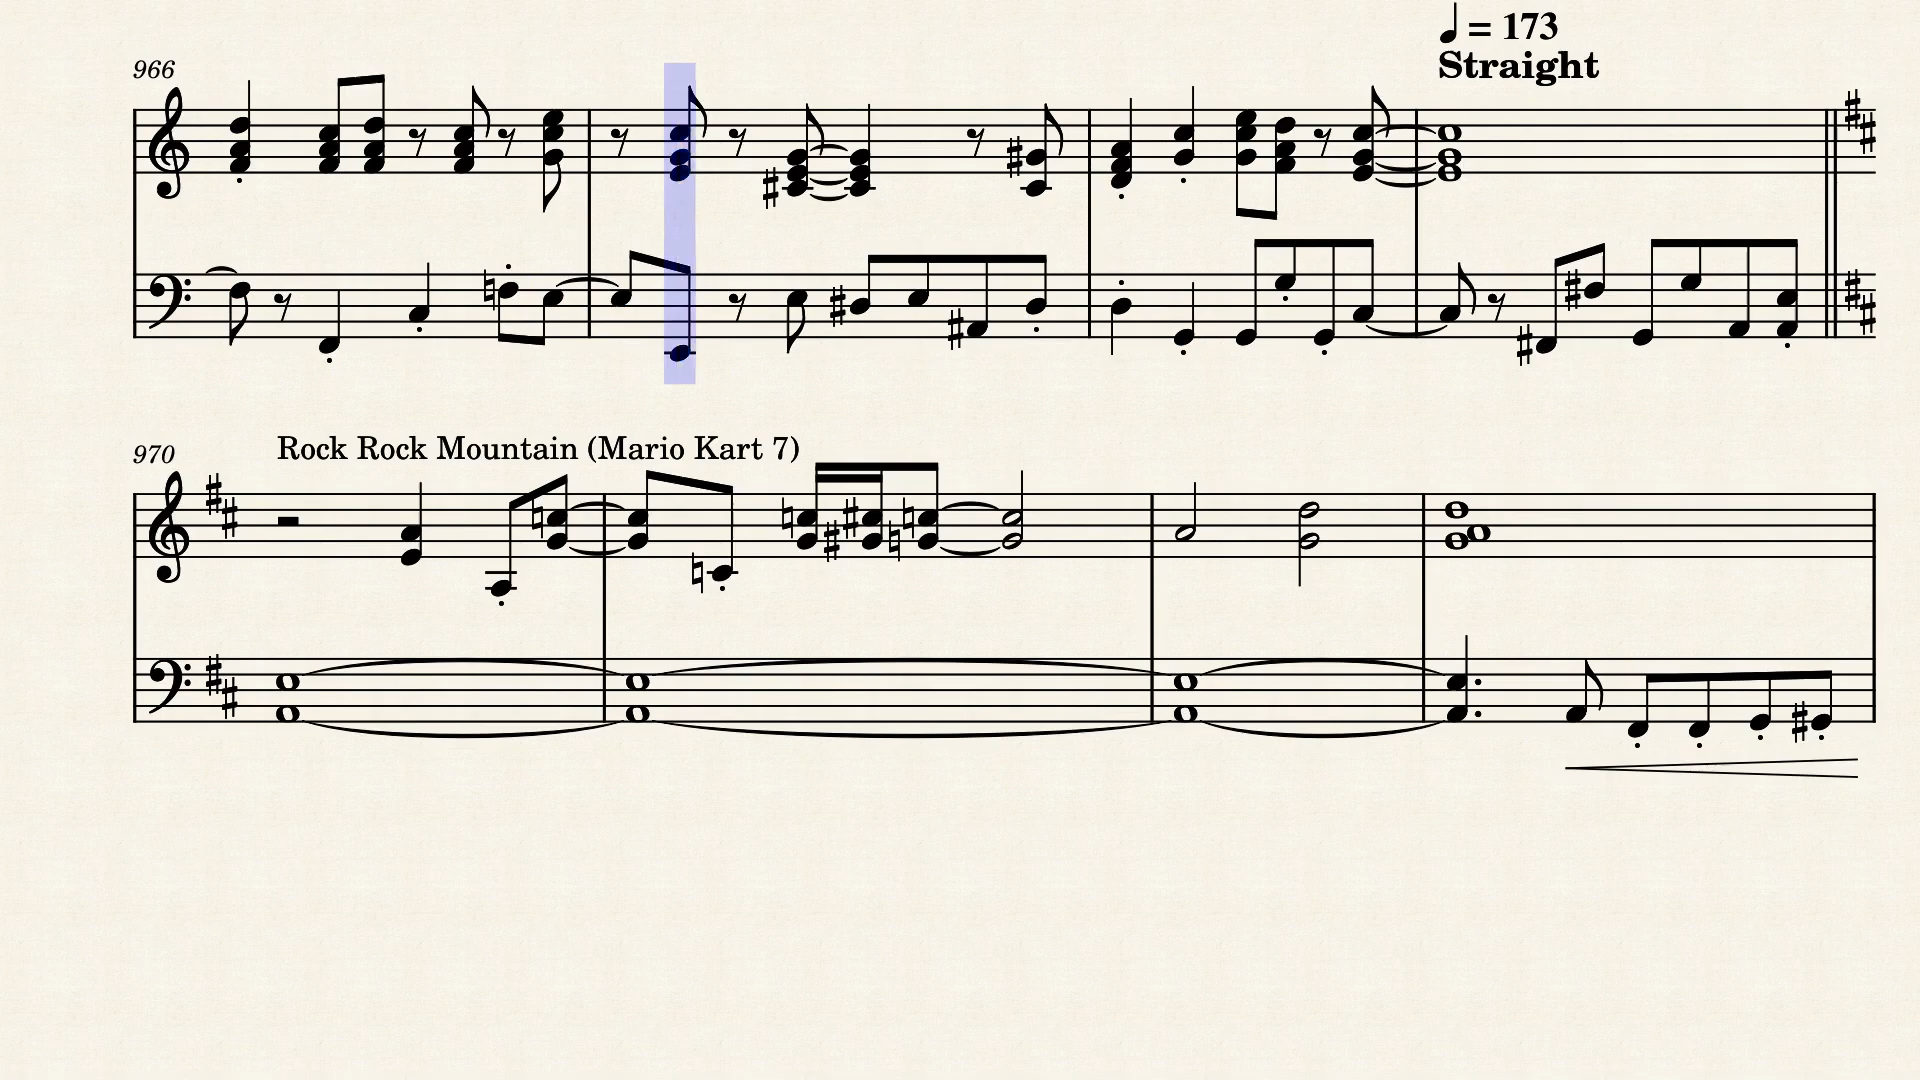 ♩ = 173
Straight
966
970
Rock Rock Mountain (Mario Kart 7)